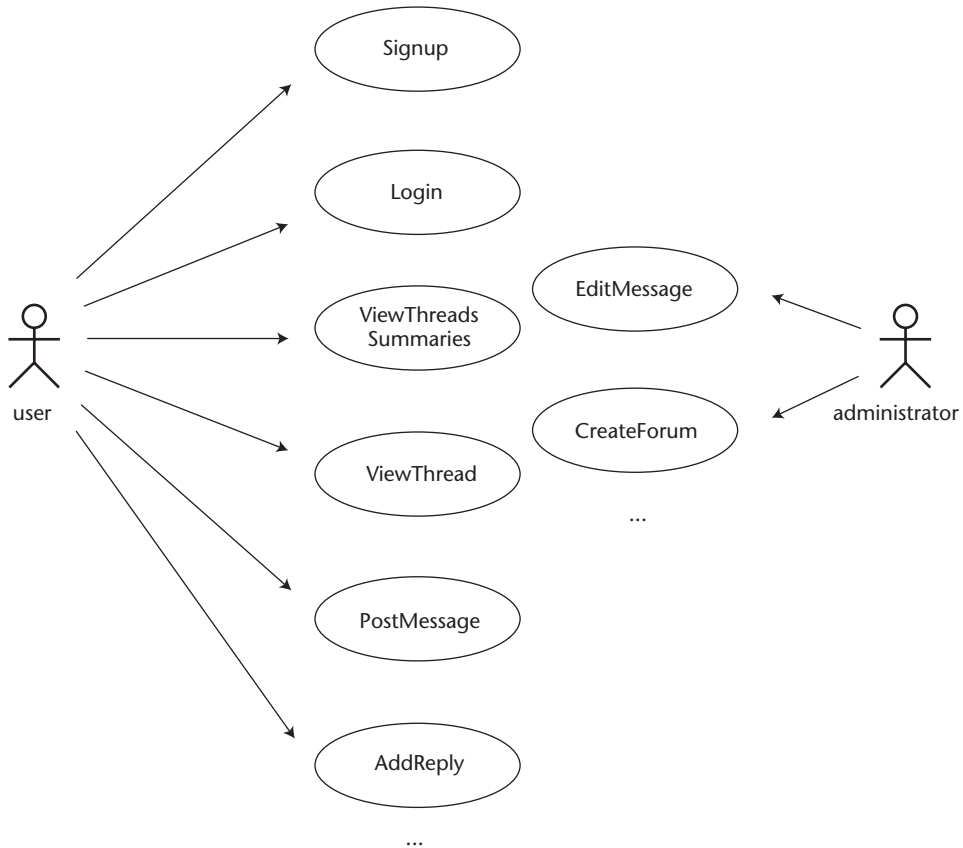 Signup
Login
ViewThreads
Summaries
ViewThread
PostMessage
AddReply
...
user
EditMessage
CreateForum
...
administrator